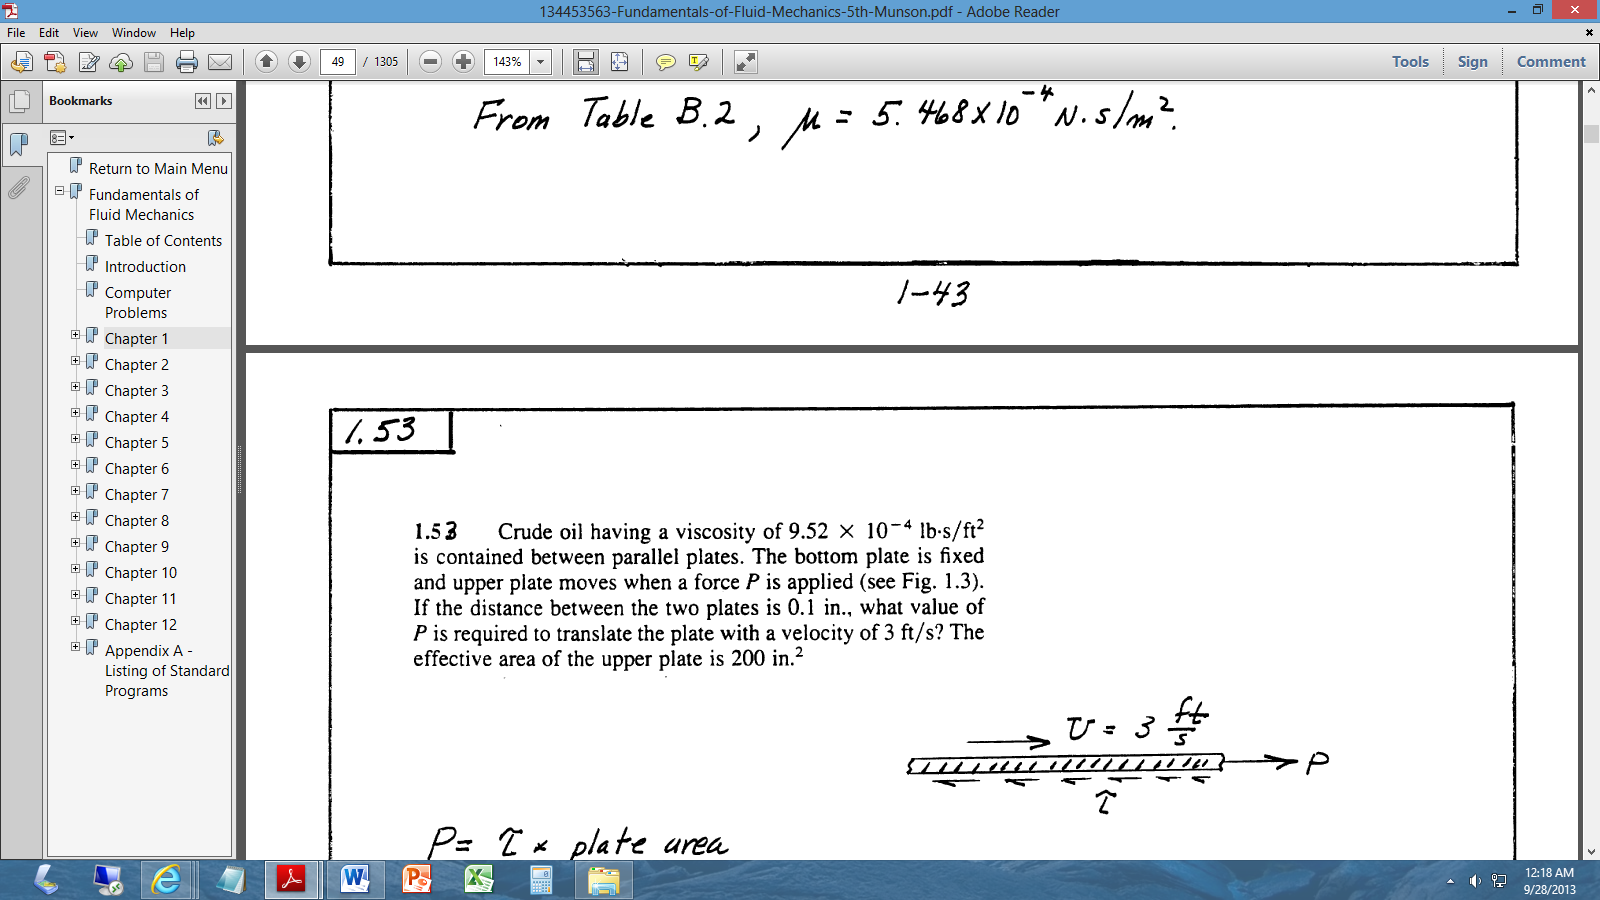 134453563-Fundamentals-of-Fluid-Mechanics-5th-Munson.pdf - Adobe Reader
File Edit View Window Help
49 / 1305 143% Tools Sign Comment
Bookmarks
Return to Main Menu
Fundamentals of
Fluid Mechanics
Table of Contents
Introduction
Computer
Problems
Chapter 1
Chapter 2
Chapter 3
Chapter 4
Chapter 5
Chapter 6
Chapter 7
Chapter 8
Chapter 9
Chapter 10
Chapter 11
Chapter 12
Appendix A -
Listing of Standard
Programs
From Table B.2, μ = 5.468×10⁻⁴ N·s/m².
1-43
1.53
1.53 Crude oil having a viscosity of 9.52 × 10⁻⁴ lb·s/ft²
is contained between parallel plates. The bottom plate is fixed
and upper plate moves when a force P is applied (see Fig. 1.3).
If the distance between the two plates is 0.1 in., what value of
P is required to translate the plate with a velocity of 3 ft/s? The
effective area of the upper plate is 200 in.²
U = 3 ft/s
P
τ
P= τ × plate area
12:18 AM
9/28/2013